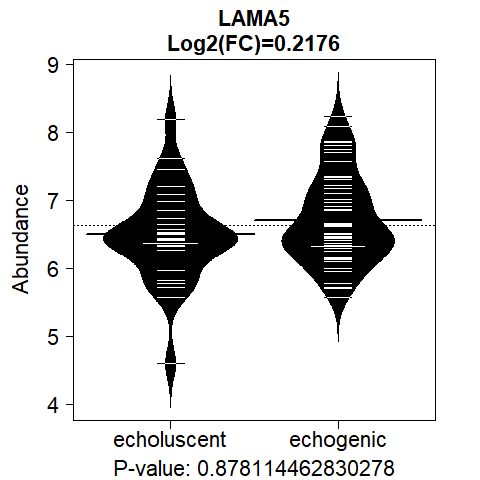 LAMA5
Log2(FC)=0.2176
9
8
7
6
5
4
Abundance
echoluscent echogenic
P-value: 0.878114462830278